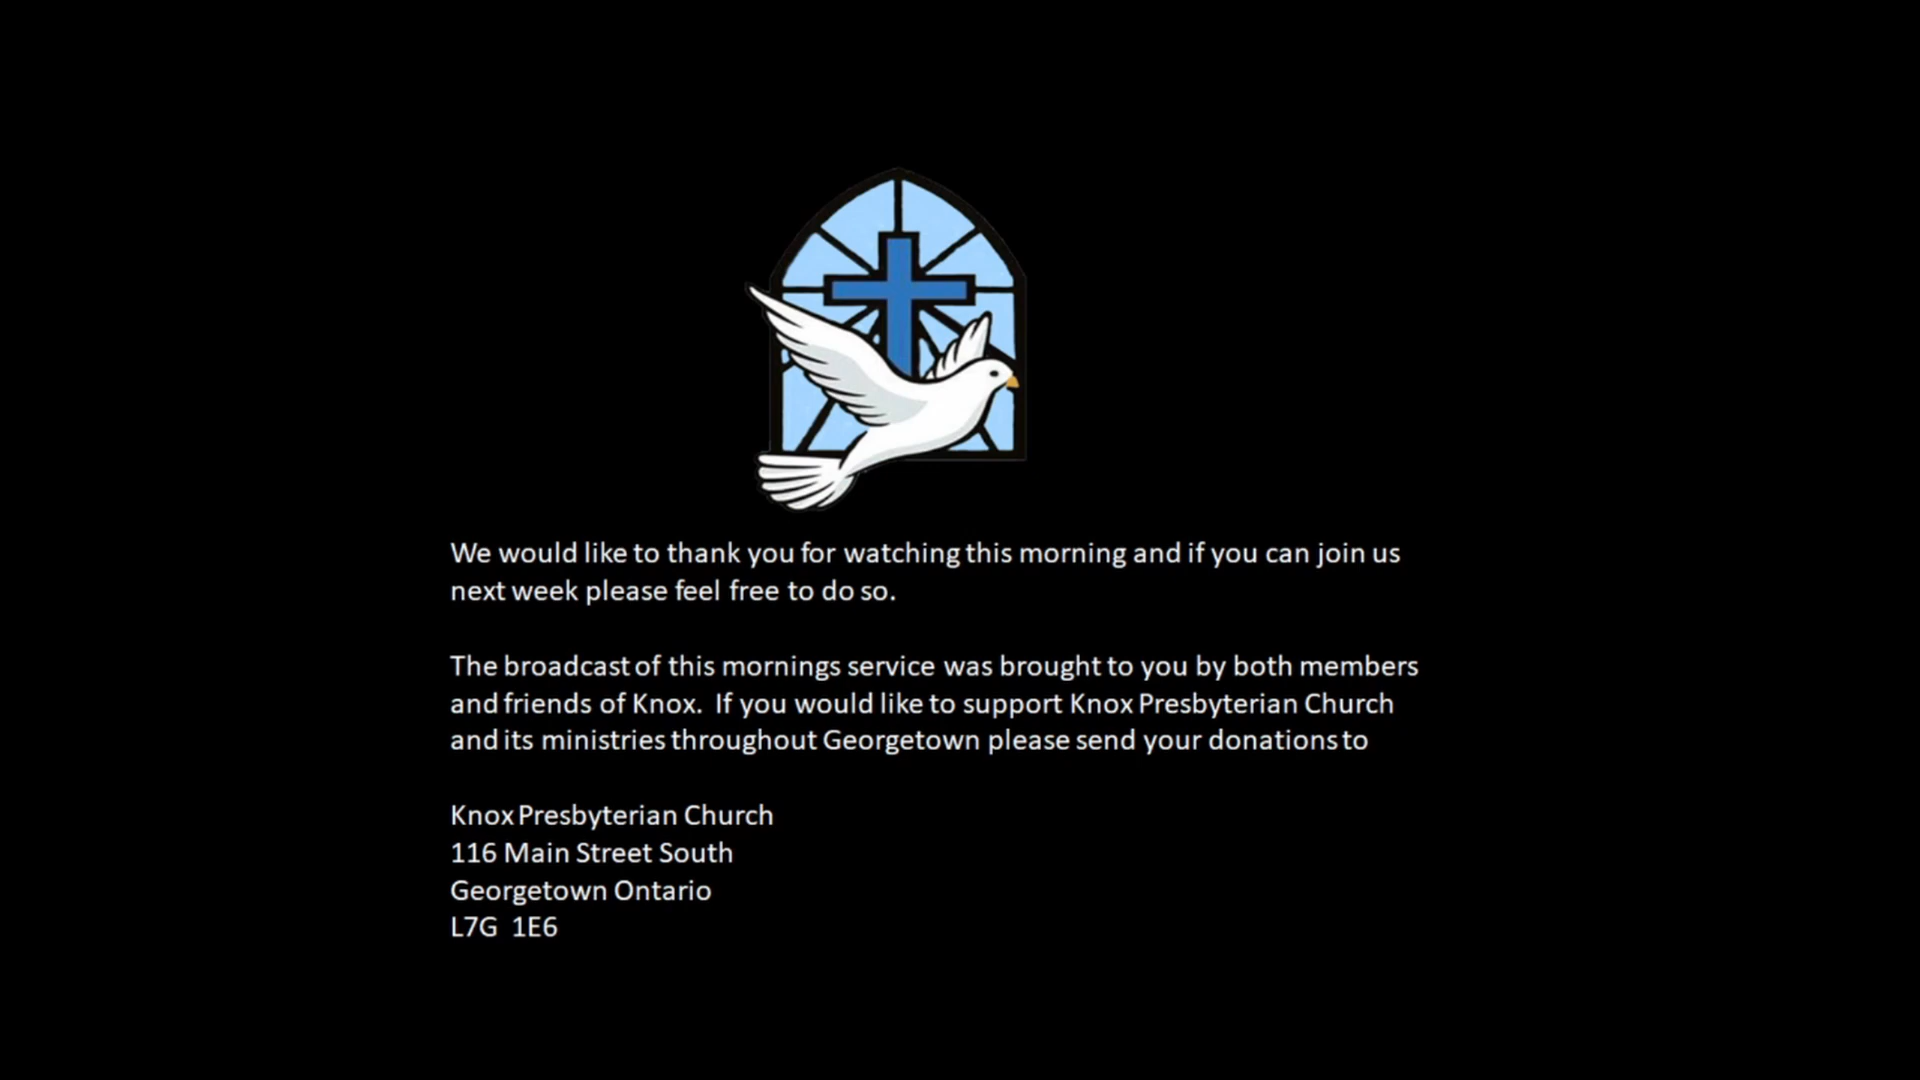 We would like to thank you for watching this morning and if you can join us
next week please feel free to do so.
The broadcast of this mornings service was brought to you by both members
and friends of Knox.  If you would like to support Knox Presbyterian Church
and its ministries throughout Georgetown please send your donations to
Knox Presbyterian Church
116 Main Street South
Georgetown Ontario
L7G  1E6